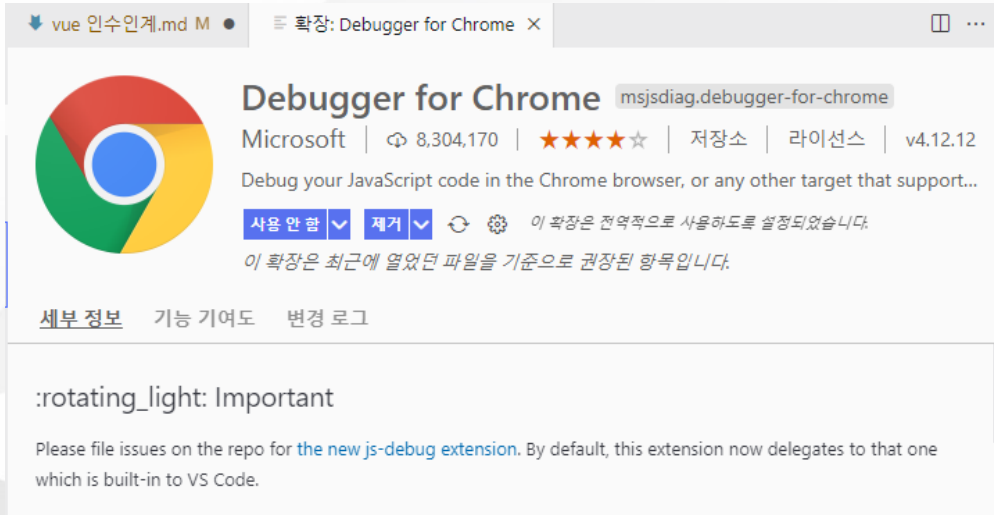 vue 인수인계.md M
확장: Debugger for Chrome
Debugger for Chrome msjsdiag.debugger-for-chrome
Microsoft 8,304,170 저장소 라이선스 v4.12.12
Debug your JavaScript code in the Chrome browser, or any other target that support...
사용 안 함 제거 이 확장은 전역적으로 사용하도록 설정되었습니다.
이 확장은 최근에 열었던 파일을 기준으로 권장된 항목입니다.
세부 정보 기능 기여도 변경 로그
:rotating_light: Important
Please file issues on the repo for the new js-debug extension. By default, this extension now delegates to that one
which is built-in to VS Code.